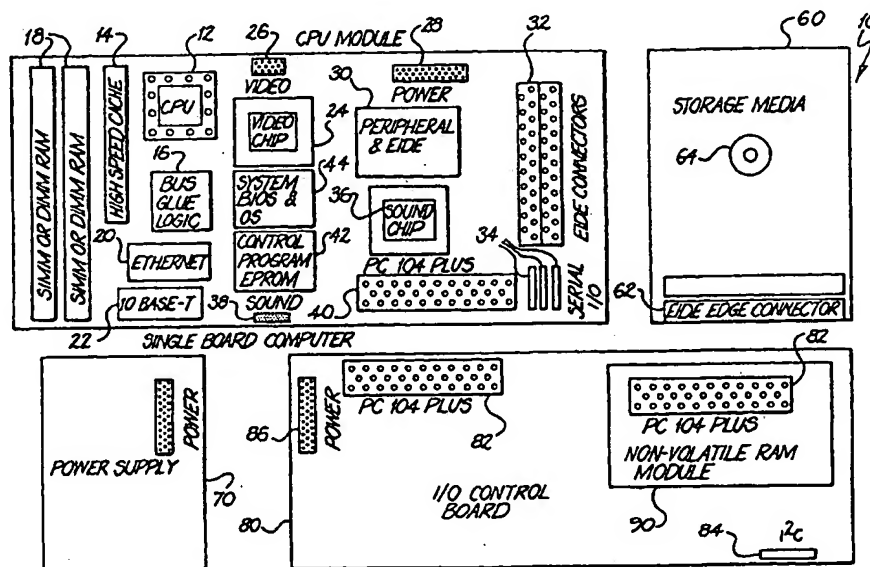 18
14
12
26
CPU MODULE
28
32
60
10
SIMM OR DIMM RAM
SIMM OR DIMM RAM
HIGH SPEED CACHE
CPU
VIDEO
VIDEO CHIP
24
30
POWER
PERIPHERAL & EIDE
EIDE CONNECTORS
STORAGE MEDIA
64
16
BUS GLUE LOGIC
44
SYSTEM BIOS & OS
36
SOUND CHIP
20
ETHERNET
42
CONTROL PROGRAM EPROM
34
PC 104 PLUS
SERIAL I/O
22
10 BASE-T
38
SOUND
40
62
EIDE EDGE CONNECTOR
SINGLE BOARD COMPUTER
82
POWER
POWER SUPPLY
70
86
POWER
PC 104 PLUS
82
PC 104 PLUS
NON-VOLATILE RAM MODULE
I/O CONTROL BOARD
80
90
84
I²C